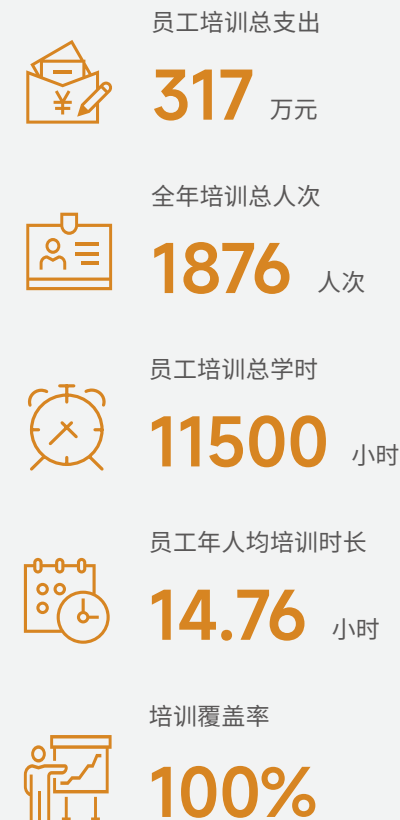 员工培训总支出
317 万元
全年培训总人次
1876 人次
员工培训总学时
11500 小时
员工年人均培训时长
14.76 小时
培训覆盖率
100%